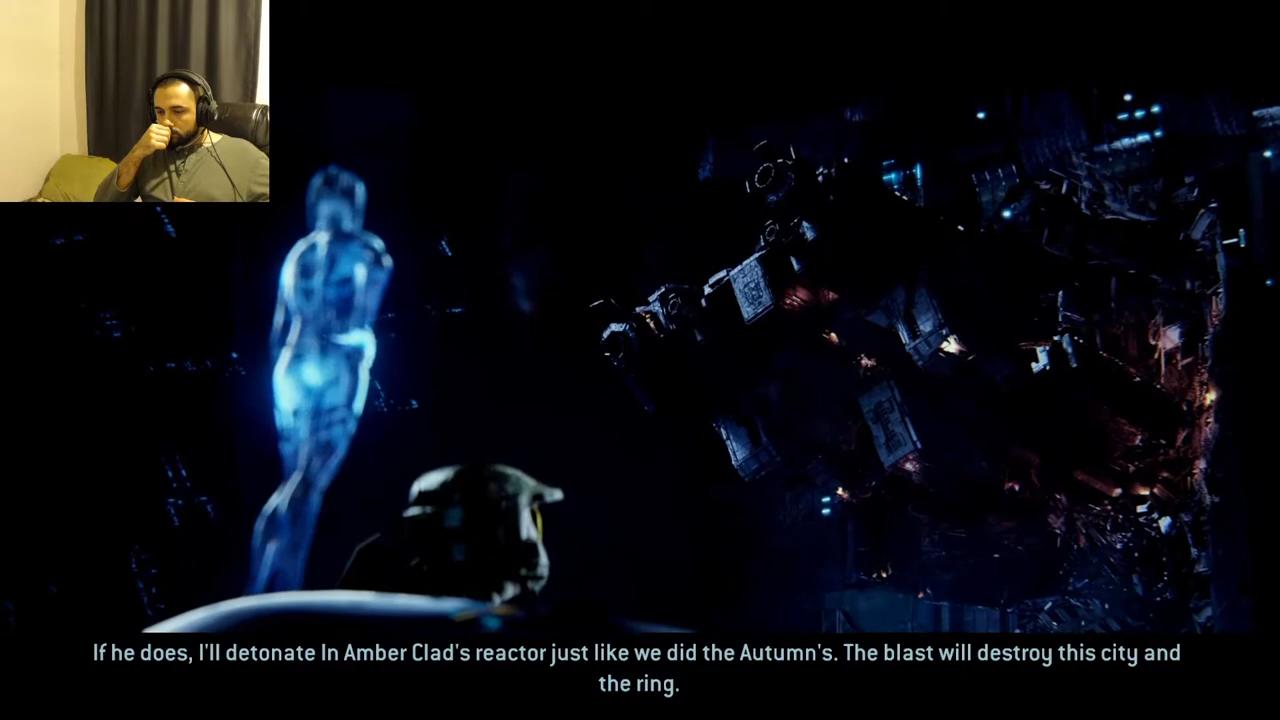 If he does, I'll detonate In Amber Clad's reactor just like we did the Autumn's. The blast will destroy this city and
the ring.